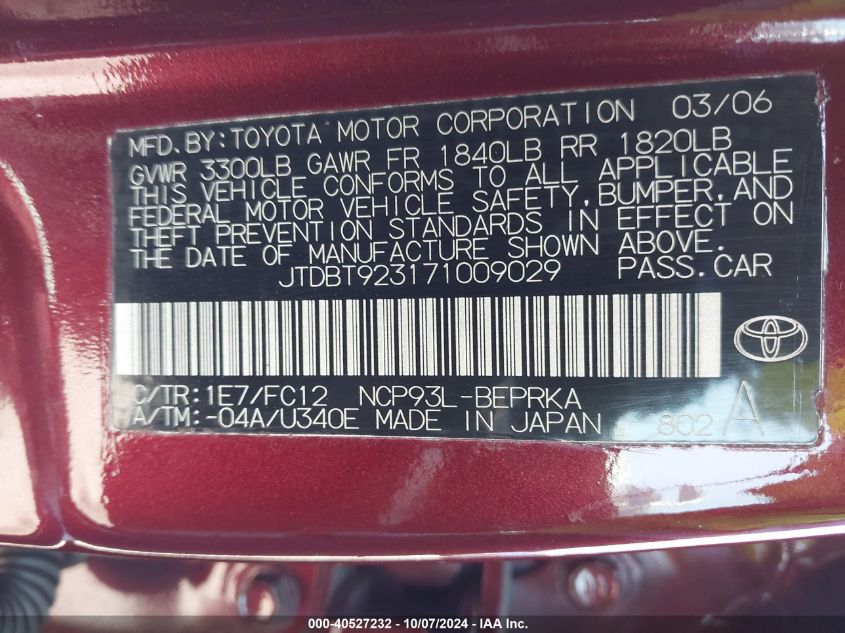 MFD.BY:TOYOTA MOTOR CORPORATION 03/06
GVWR 3300LB GAWR FR 1840LB RR 1820LB
THIS VEHICLE CONFORMS TO ALL APPLICABLE
FEDERAL MOTOR VEHICLE SAFETY,BUMPER,AND
THEFT PREVENTION STANDARDS IN EFFECT ON
THE DATE OF MANUFACTURE SHOWN ABOVE.
JTDBT923171009029 PASS.CAR
C/TR:1E7/FC12 NCP93L-BEPRKA
A/TM:-04A/U340E MADE IN JAPAN 802 A
000-40527232 - 10/07/2024 - IAA Inc.